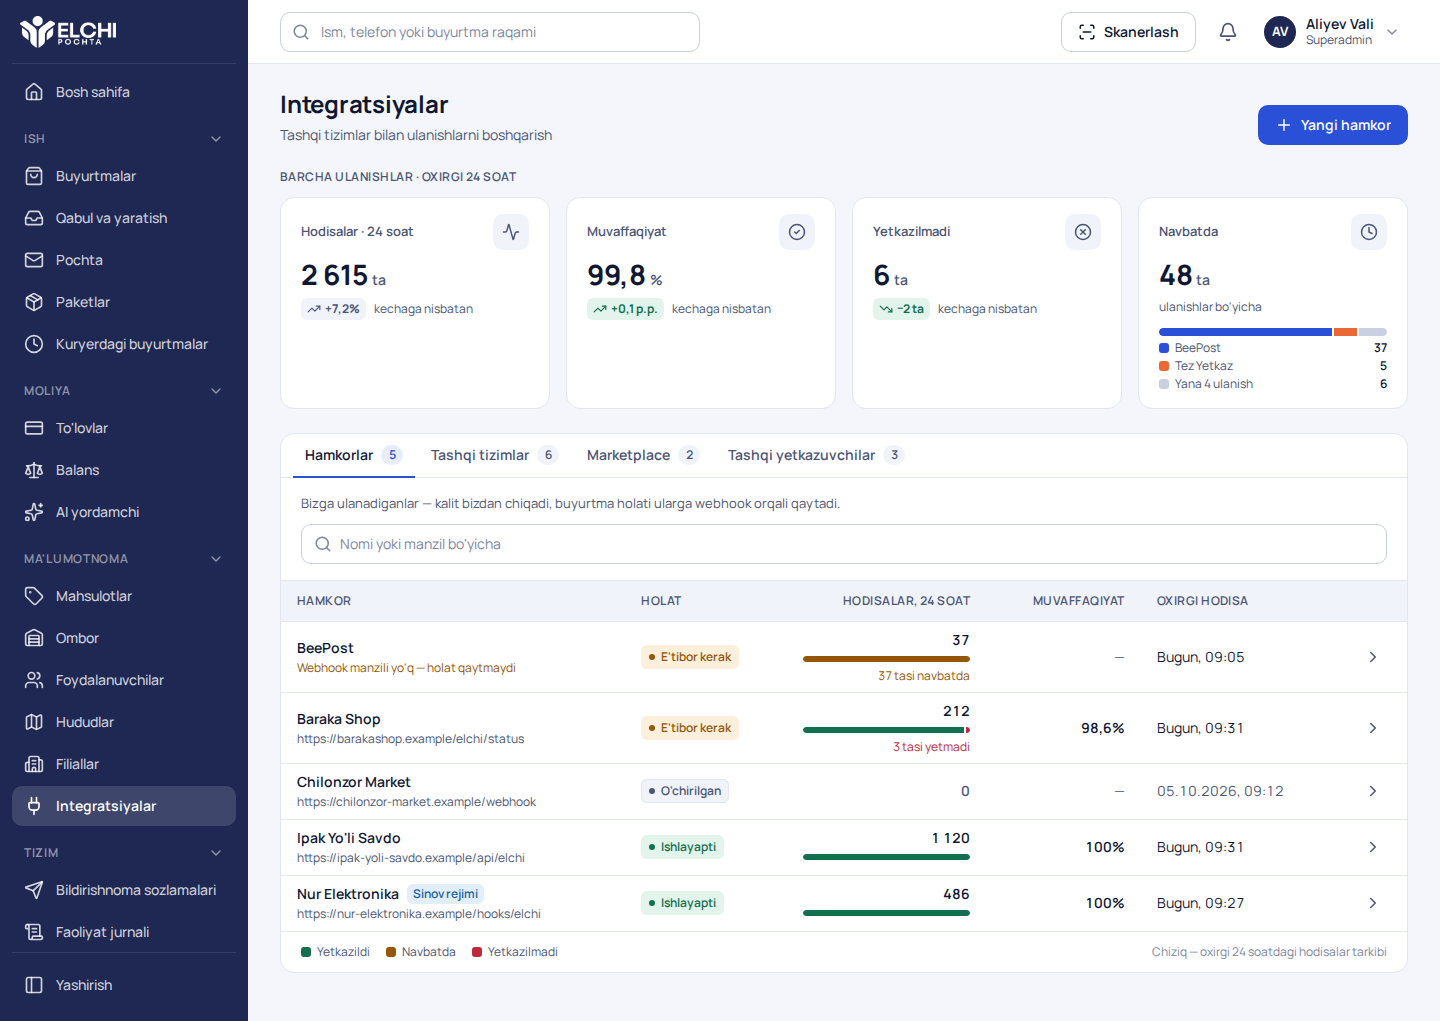 ELCHI
POCHTA
Bosh sahifa
ISH
Buyurtmalar
Qabul va yaratish
Pochta
Paketlar
Kuryerdagi buyurtmalar
MOLIYA
To'lovlar
Balans
AI yordamchi
MA'LUMOTNOMA
Mahsulotlar
Ombor
Foydalanuvchilar
Hududlar
Filiallar
Integratsiyalar
TIZIM
Bildirishnoma sozlamalari
Faoliyat jurnali
Yashirish
Ism, telefon yoki buyurtma raqami
Skanerlash
AV
Aliyev Vali
Superadmin
Integratsiyalar
Tashqi tizimlar bilan ulanishlarni boshqarish
Yangi hamkor
BARCHA ULANISHLAR · OXIRGI 24 SOAT
Hodisalar · 24 soat
2 615 ta
+7,2% kechaga nisbatan
Muvaffaqiyat
99,8 %
+0,1 p.p. kechaga nisbatan
Yetkazilmadi
6 ta
−2 ta kechaga nisbatan
Navbatda
48 ta
ulanishlar bo'yicha
BeePost 37
Tez Yetkaz 5
Yana 4 ulanish 6
Hamkorlar 5 Tashqi tizimlar 6 Marketplace 2 Tashqi yetkazuvchilar 3
Bizga ulanadiganlar — kalit bizdan chiqadi, buyurtma holati ularga webhook orqali qaytadi.
Nomi yoki manzil bo'yicha
HAMKOR HOLAT HODISALAR, 24 SOAT MUVAFFAQIYAT OXIRGI HODISA
BeePost
Webhook manzili yo'q — holat qaytmaydi
E'tibor kerak
37
37 tasi navbatda
—
Bugun, 09:05
Baraka Shop
https://barakashop.example/elchi/status
E'tibor kerak
212
3 tasi yetmadi
98,6%
Bugun, 09:31
Chilonzor Market
https://chilonzor-market.example/webhook
O'chirilgan
0
—
05.10.2026, 09:12
Ipak Yo'li Savdo
https://ipak-yoli-savdo.example/api/elchi
Ishlayapti
1 120
100%
Bugun, 09:31
Nur Elektronika Sinov rejimi
https://nur-elektronika.example/hooks/elchi
Ishlayapti
486
100%
Bugun, 09:27
Yetkazildi Navbatda Yetkazilmadi
Chiziq — oxirgi 24 soatdagi hodisalar tarkibi